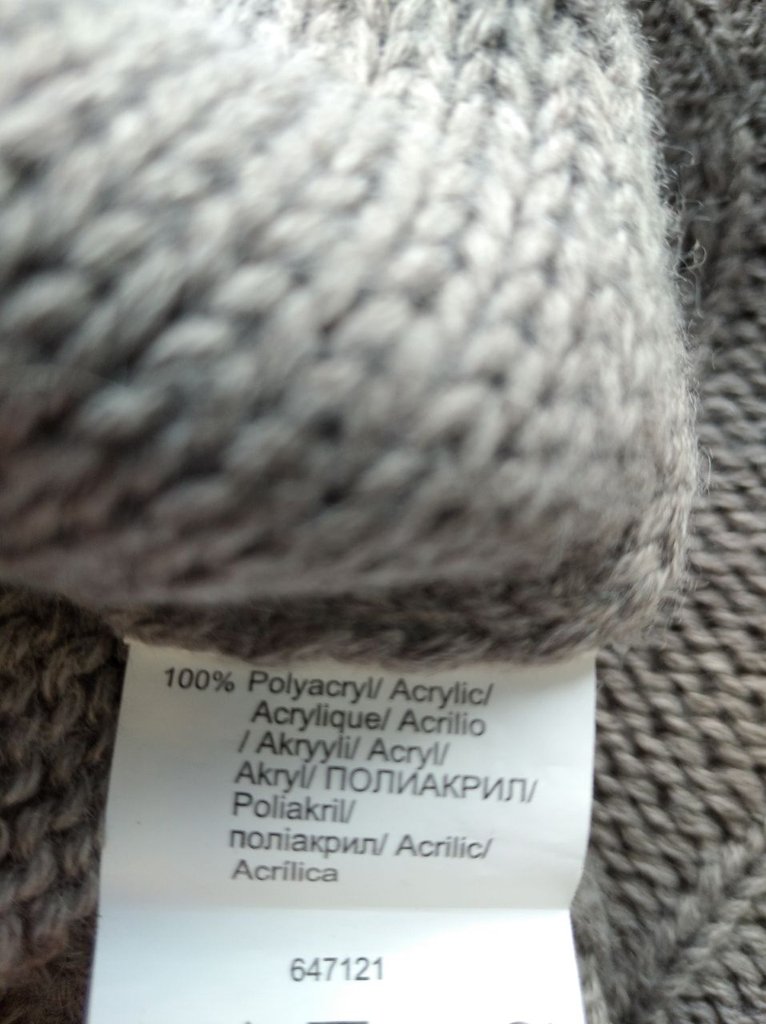 100% Polyacryl/ Acrylic/
Acrylique/ Acrilio
/ Akryyli/ Acryl/
Akryl/ ПОЛИАКРИЛ/
Poliakril/
поліакрил/ Acrilic/
Acrílica
647121